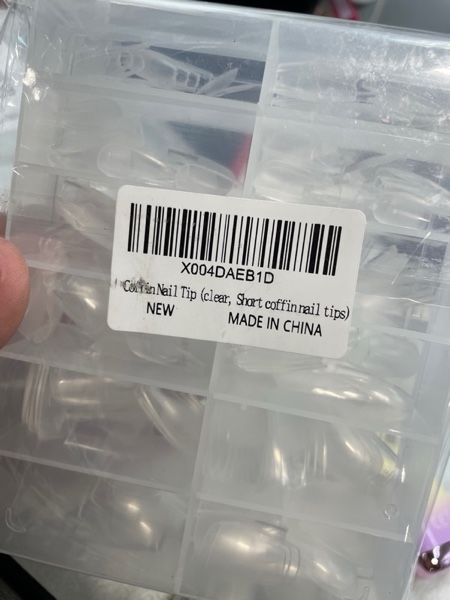 X004DAEB1D
Coffin Nail Tip (clear, Short coffin nail tips)
NEW MADE IN CHINA